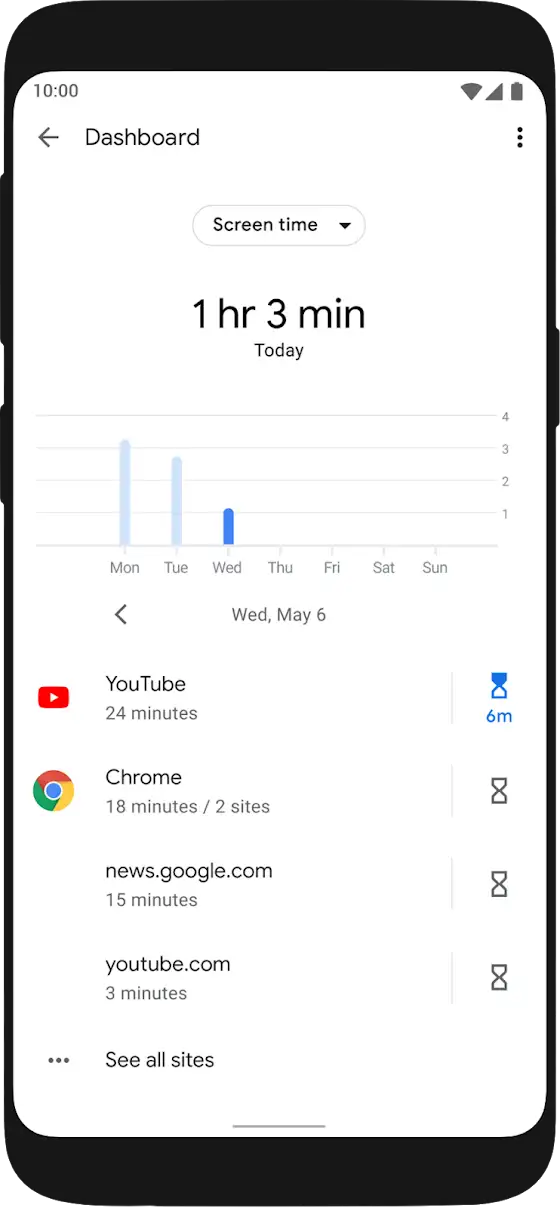 10:00
Dashboard
Screen time
1 hr 3 min
Today
4
3
2
1
Mon Tue Wed Thu Fri Sat Sun
Wed, May 6
YouTube
24 minutes
6m
Chrome
18 minutes / 2 sites
news.google.com
15 minutes
youtube.com
3 minutes
See all sites